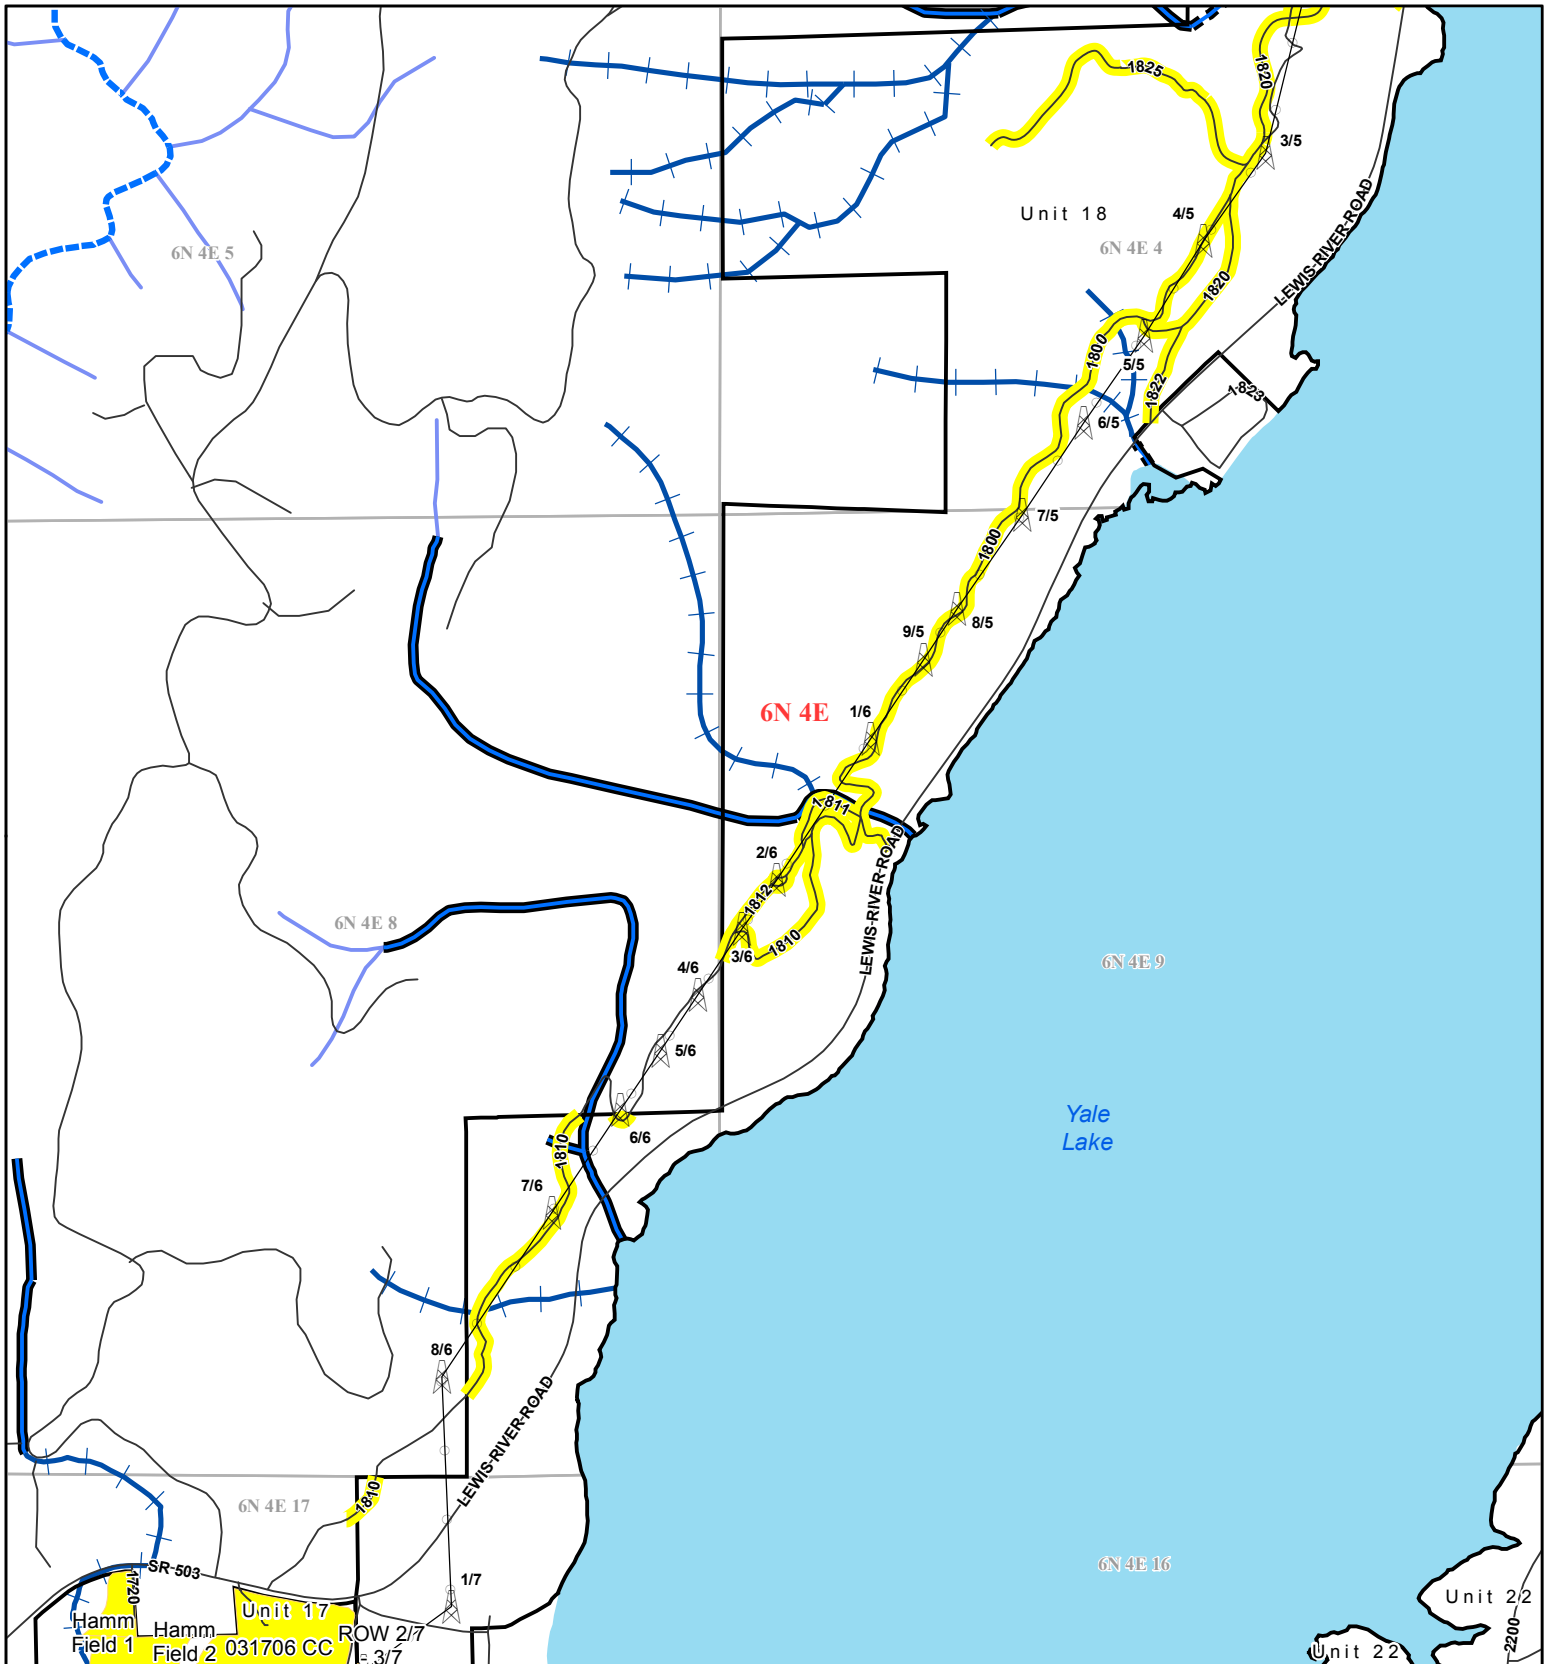 1825
1820
3/5
Unit 18
4/5
6N 4E 5
6N 4E 4
LEWIS-RIVER-ROAD
1820
1800
5/5
1822
1823
6/5
7/5
1800
8/5
9/5
6N 4E
1/6
1811
2/6
LEWIS-RIVER-ROAD
1812
6N 4E 8
3/6
1810
4/6
6N 4E 9
5/6
Yale
Lake
6/6
1810
7/6
8/6
LEWIS-RIVER-ROAD
1810
6N 4E 17
6N 4E 16
SR-503
1720
1/7
Unit 22
Unit 17
Hamm
Field 1
Hamm
Field 2
031706 CC
ROW 2/7
- 3/7
Unit 22
2200